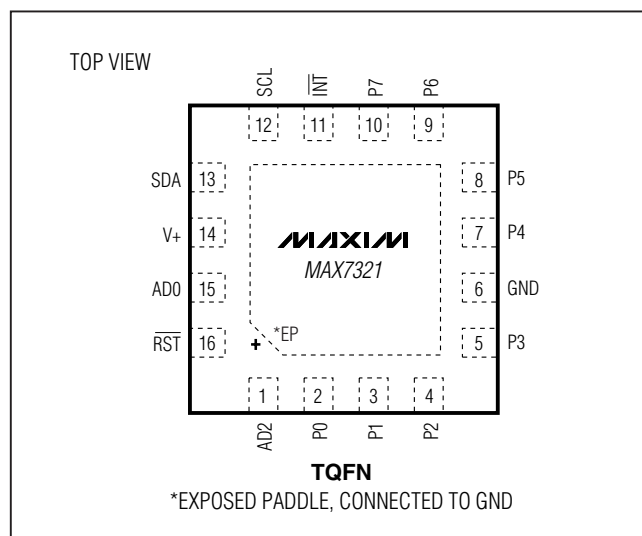 TOP VIEW
SCL
I̅N̅T̅
P7
P6
12
11
10
9
SDA
13
8
P5
V+
14
MAXIM
7
P4
MAX7321
AD0
15
6
GND
R̅S̅T̅
16
+
*EP
5
P3
1
2
3
4
AD2
P0
P1
P2
TQFN
*EXPOSED PADDLE, CONNECTED TO GND